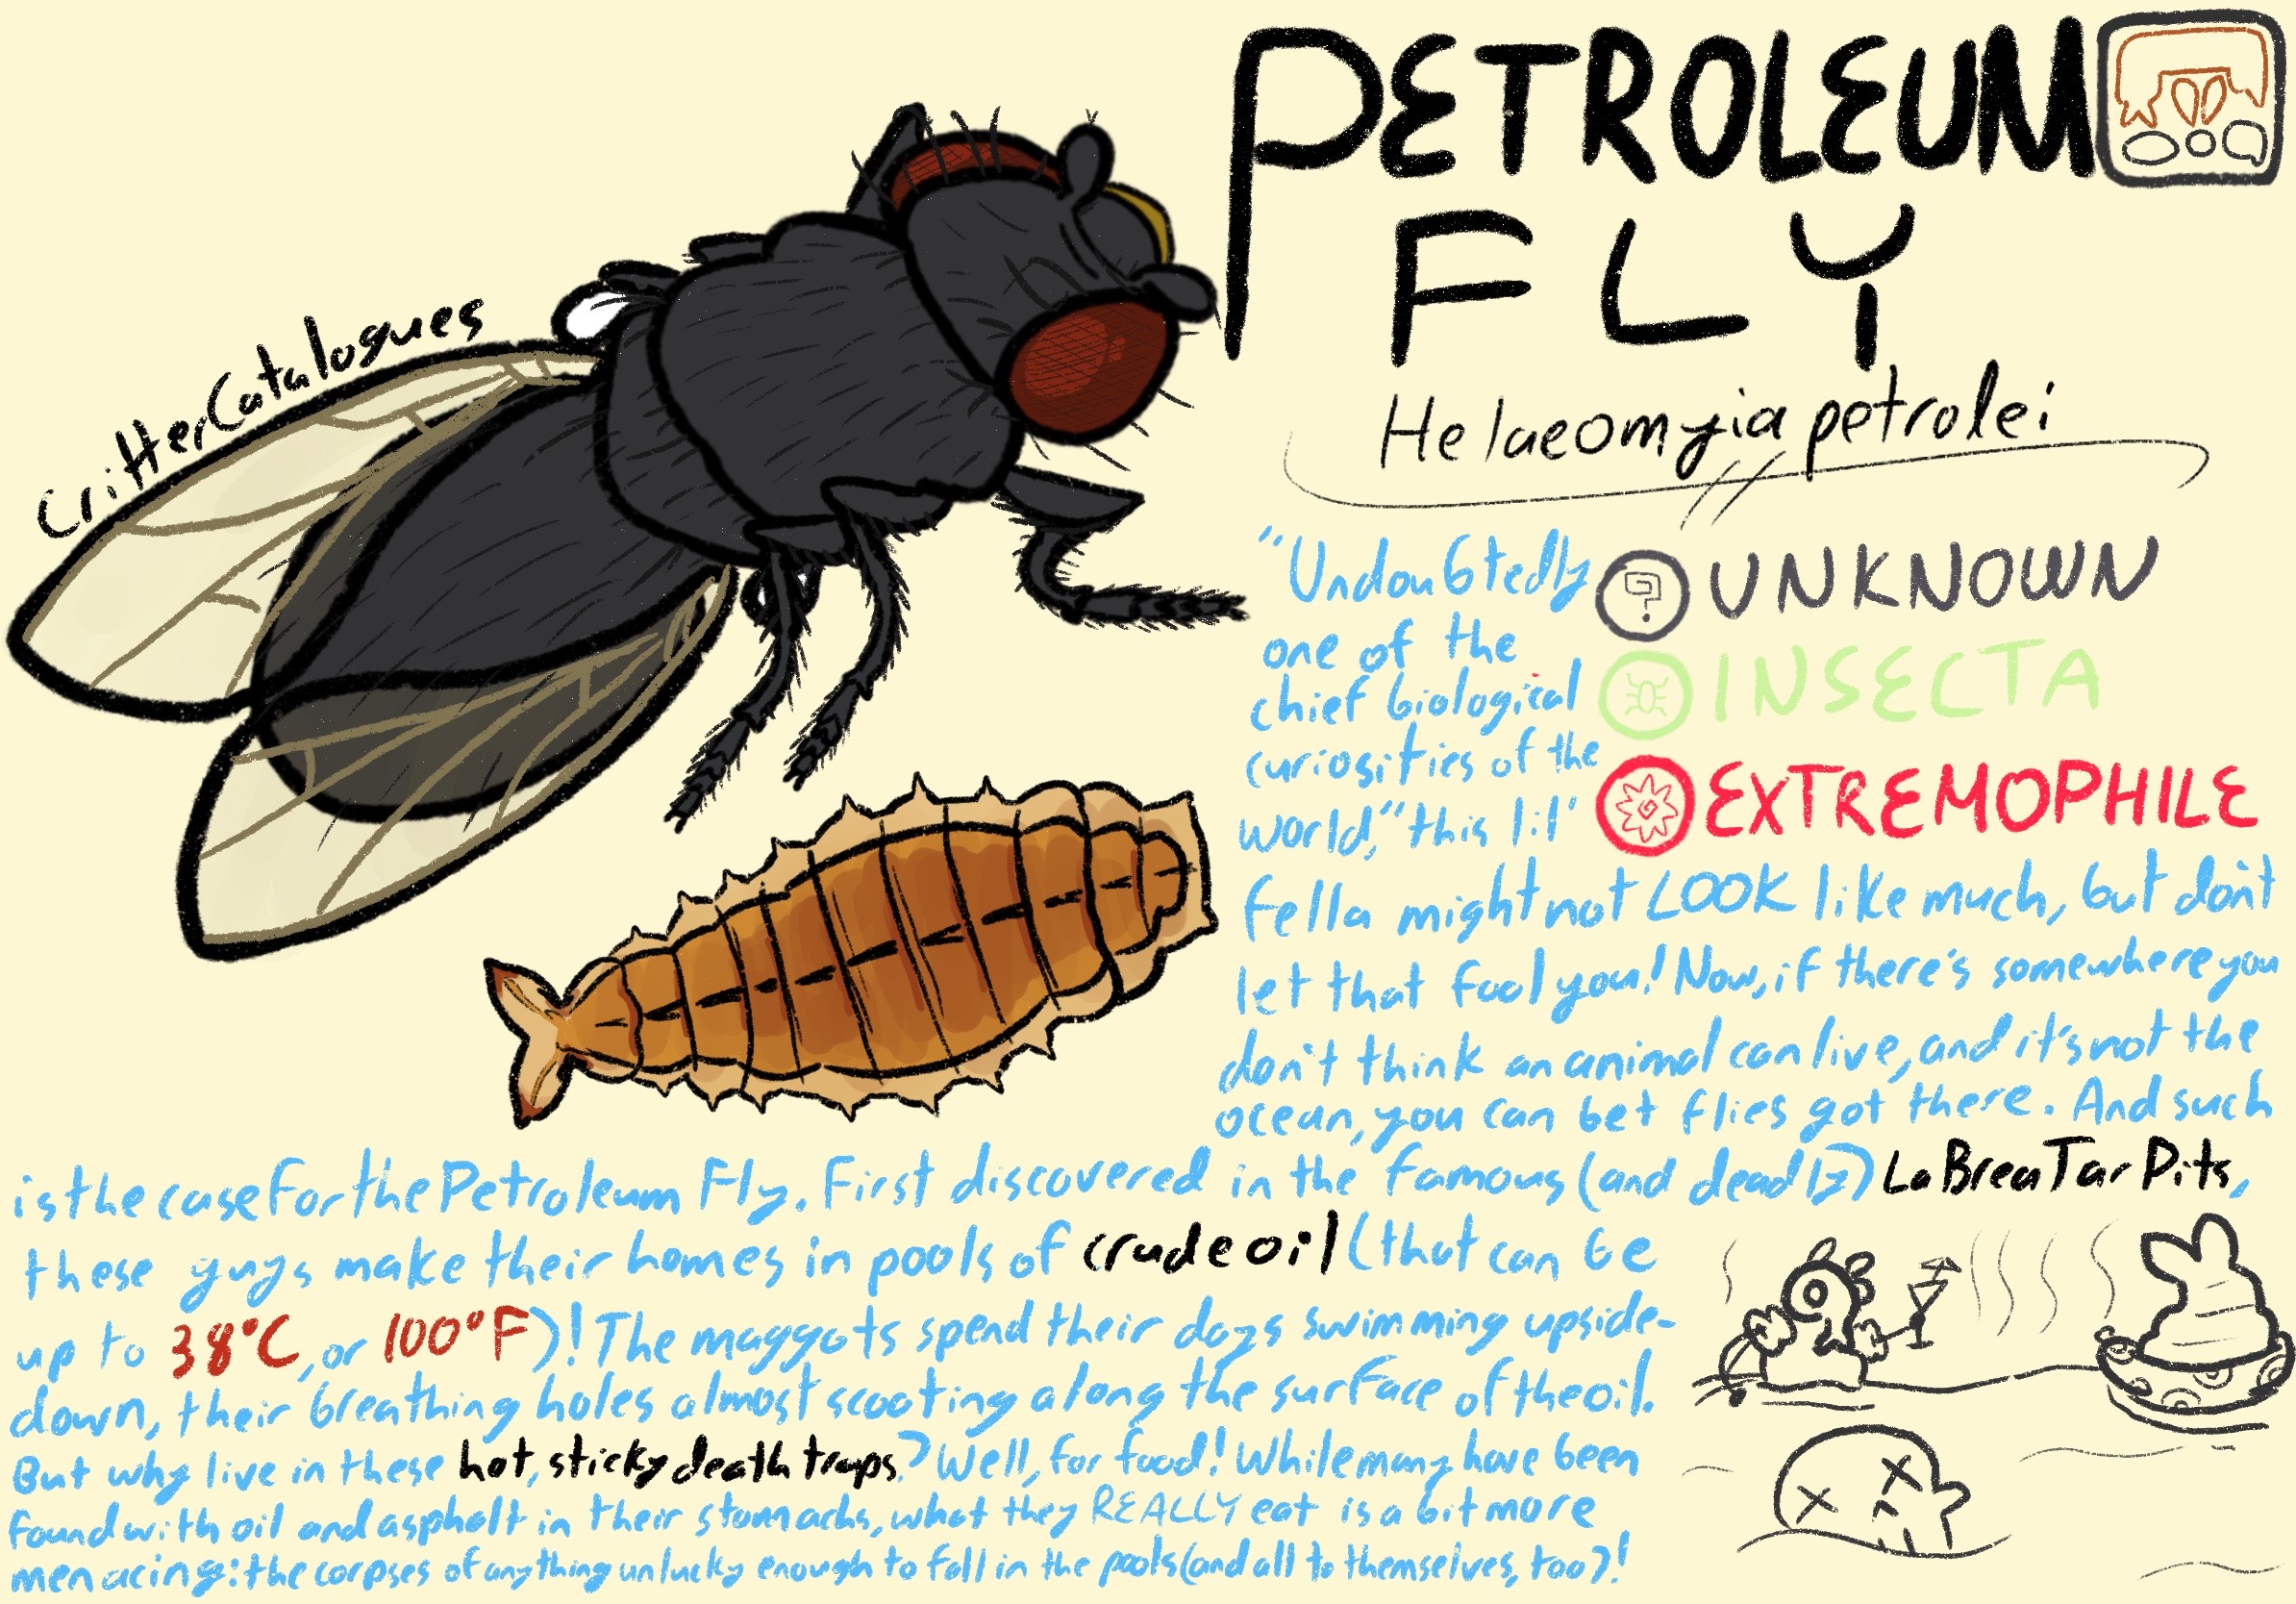 PETROLEUM
FLY
Helaeomyia petrolei
CritterCatalogues
? UNKNOWN
INSECTA
EXTREMOPHILE
"Undoubtedly
one of the
chief biological
curiosities of the
world," this lil'
fella might not LOOK like much, but don't
let that fool you! Now, if there's somewhere you
don't think an animal can live, and it's not the
ocean, you can bet flies got there. And such
is the case for the Petroleum Fly. First discovered in the famous (and deadly) La Brea Tar Pits,
these guys make their homes in pools of crude oil (that can be
up to 38°C, or 100°F)! The maggots spend their days swimming upside-
down, their breathing holes almost scooting along the surface of the oil.
But why live in these hot, sticky death traps? Well, for food! While many have been
found with oil and asphalt in their stomachs, what they REALLY eat is a bit more
menacing: the corpses of anything unlucky enough to fall in the pools (and all to themselves, too)!